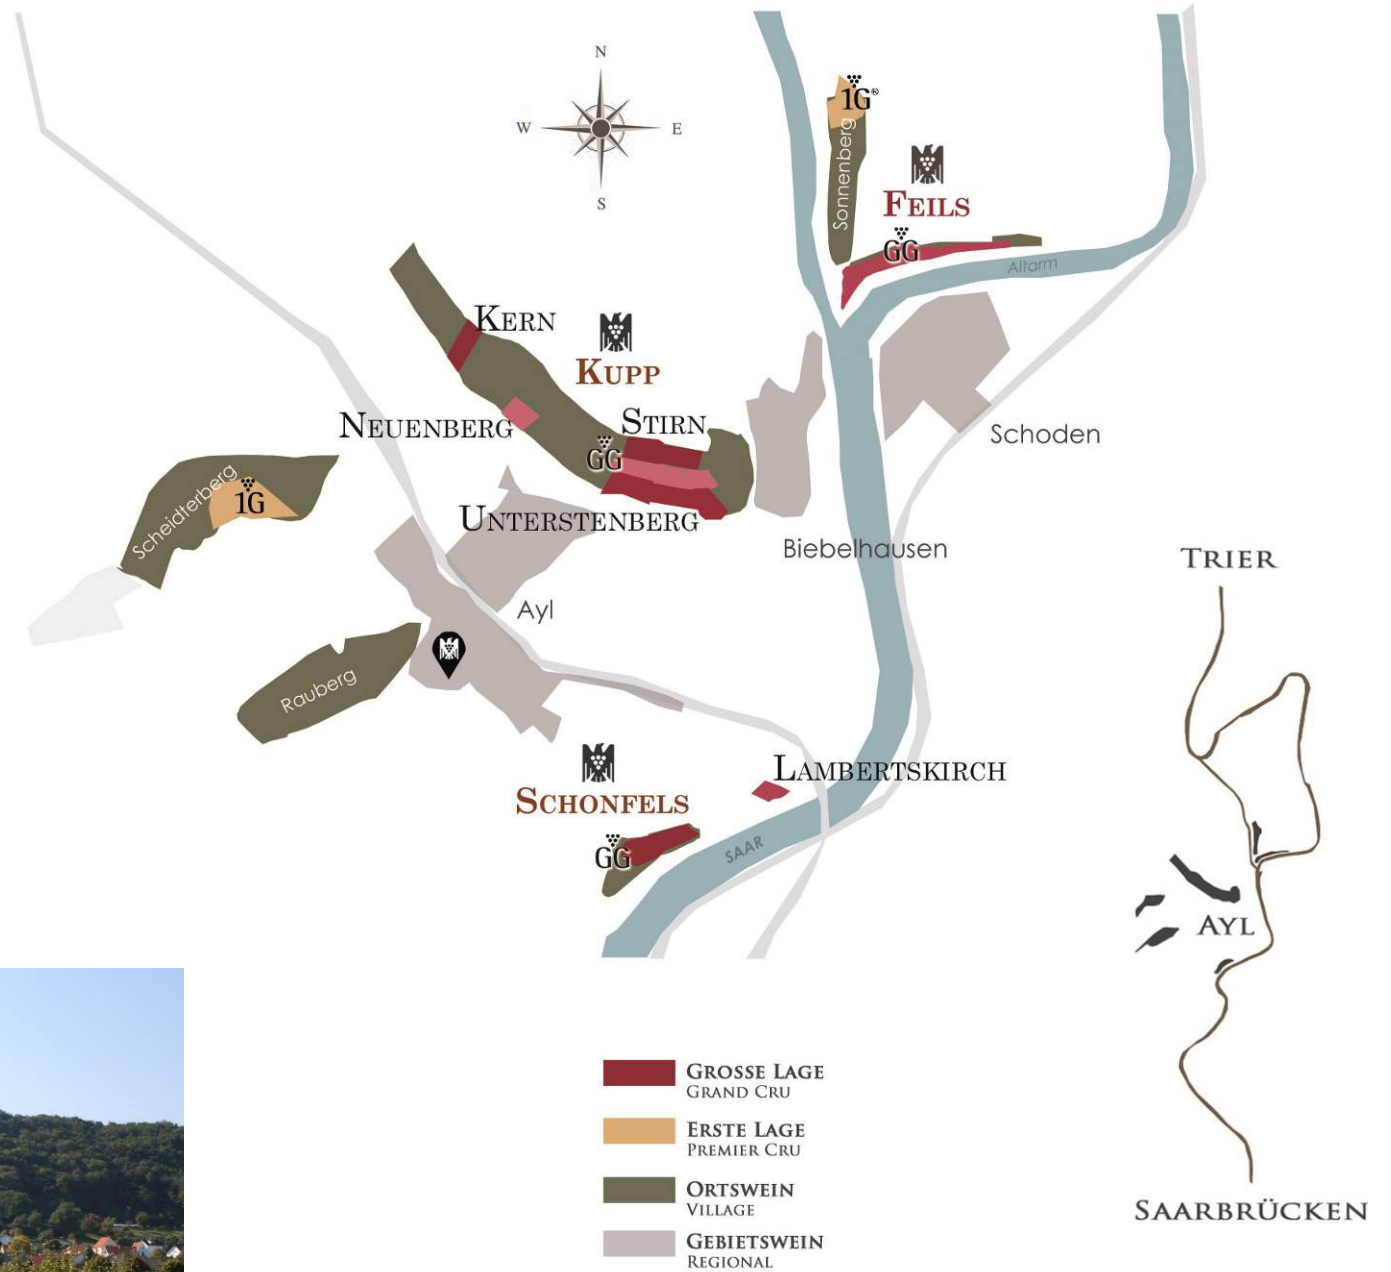 N
W
E
S
1G®
Sonnenberg
FEILS
GG
Altarm
KERN
KUPP
NEUENBERG
STIRN
GG
Schoden
Scheidterberg
1G
UNTERSTENBERG
Biebelhausen
Ayl
Rauberg
LAMBERTSKIRCH
SCHONFELS
GG
SAAR
TRIER
AYL
SAARBRÜCKEN
GROSSE LAGE
GRAND CRU
ERSTE LAGE
PREMIER CRU
ORTSWEIN
VILLAGE
GEBIETSWEIN
REGIONAL